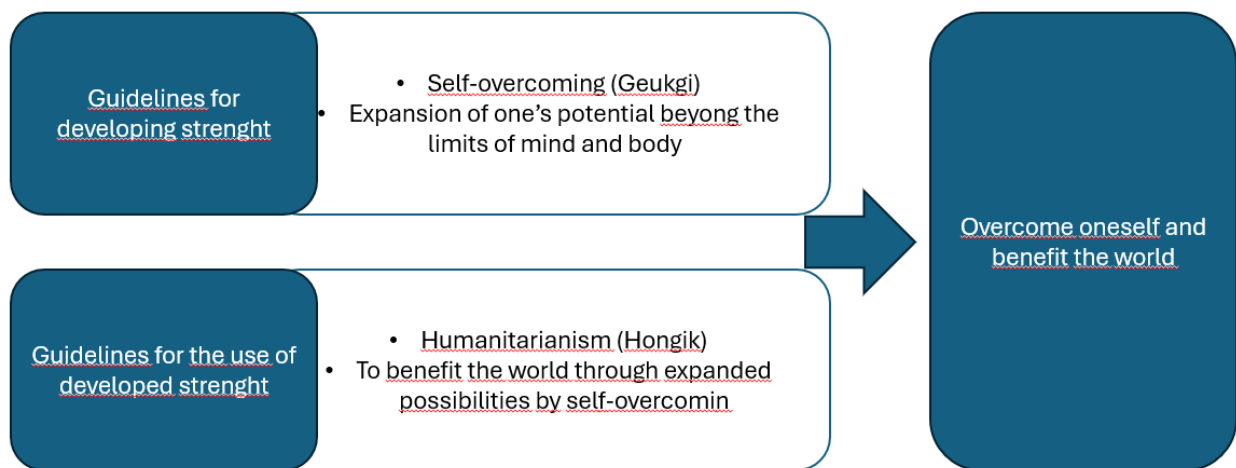 Guidelines for
developing strenght
• Self-overcoming (Geukgi)
• Expansion of one’s potential beyong the
limits of mind and body
Guidelines for the use of
developed strenght
• Humanitarianism (Hongik)
• To benefit the world through expanded
possibilities by self-overcomin
Overcome oneself and
benefit the world